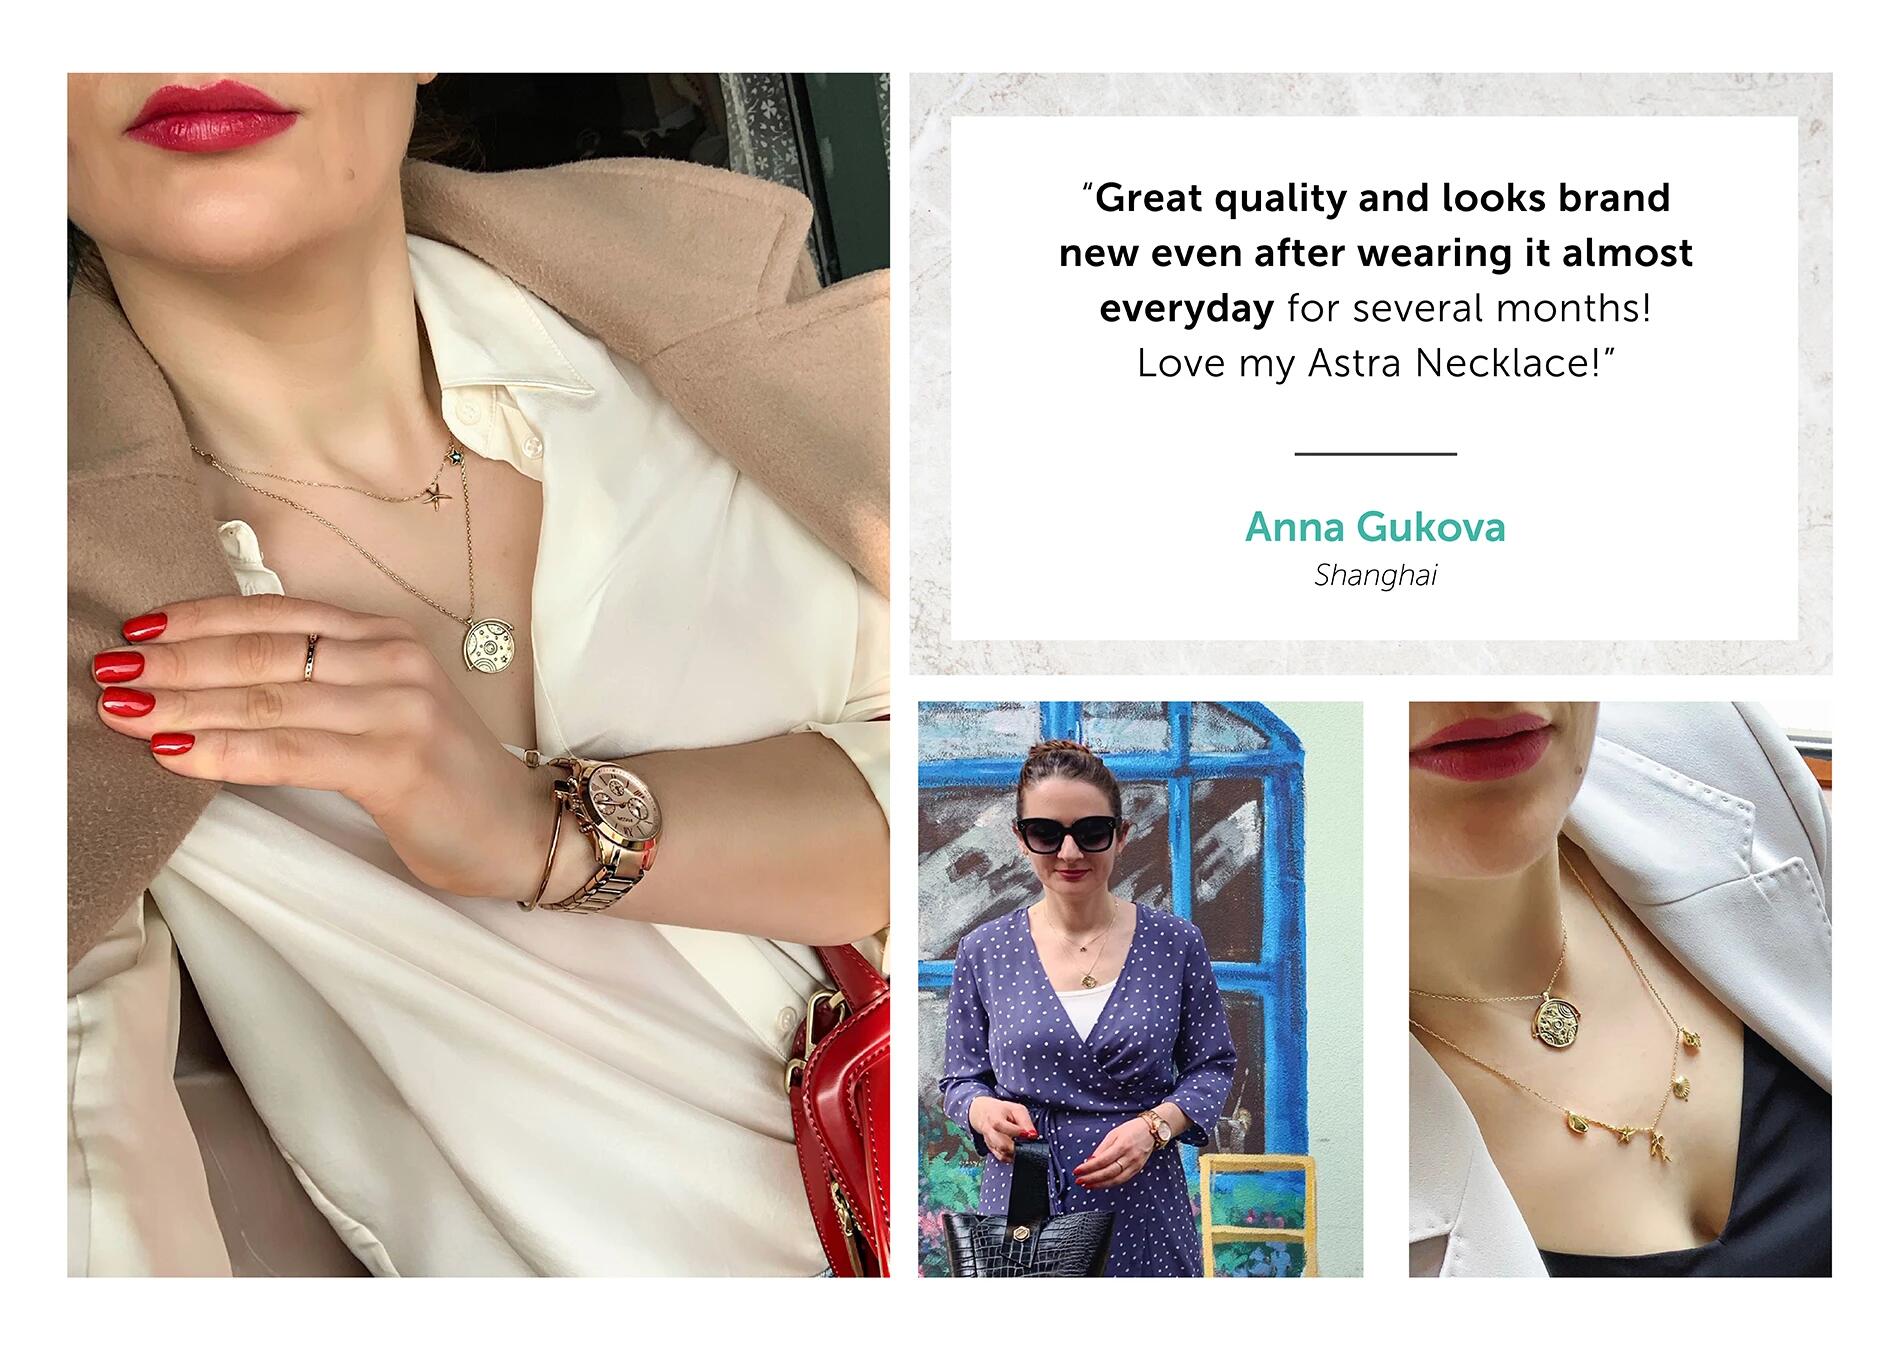 “Great quality and looks brand
new even after wearing it almost
everyday for several months!
Love my Astra Necklace!”
Anna Gukova
Shanghai